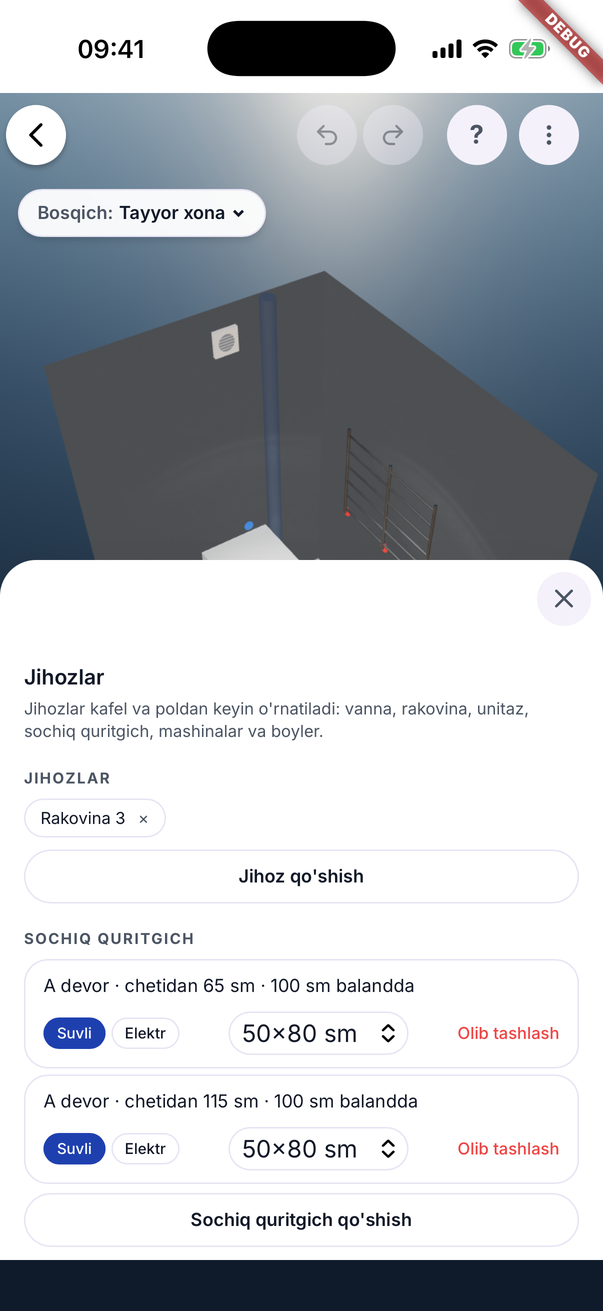 09:41
DEBUG
?
Bosqich: Tayyor xona
Jihozlar
Jihozlar kafel va poldan keyin o'rnatiladi: vanna, rakovina, unitaz,
sochiq quritgich, mashinalar va boyler.
JIHOZLAR
Rakovina 3 ×
Jihoz qo'shish
SOCHIQ QURITGICH
A devor · chetidan 65 sm · 100 sm balandda
Suvli Elektr 50×80 sm Olib tashlash
A devor · chetidan 115 sm · 100 sm balandda
Suvli Elektr 50×80 sm Olib tashlash
Sochiq quritgich qo'shish